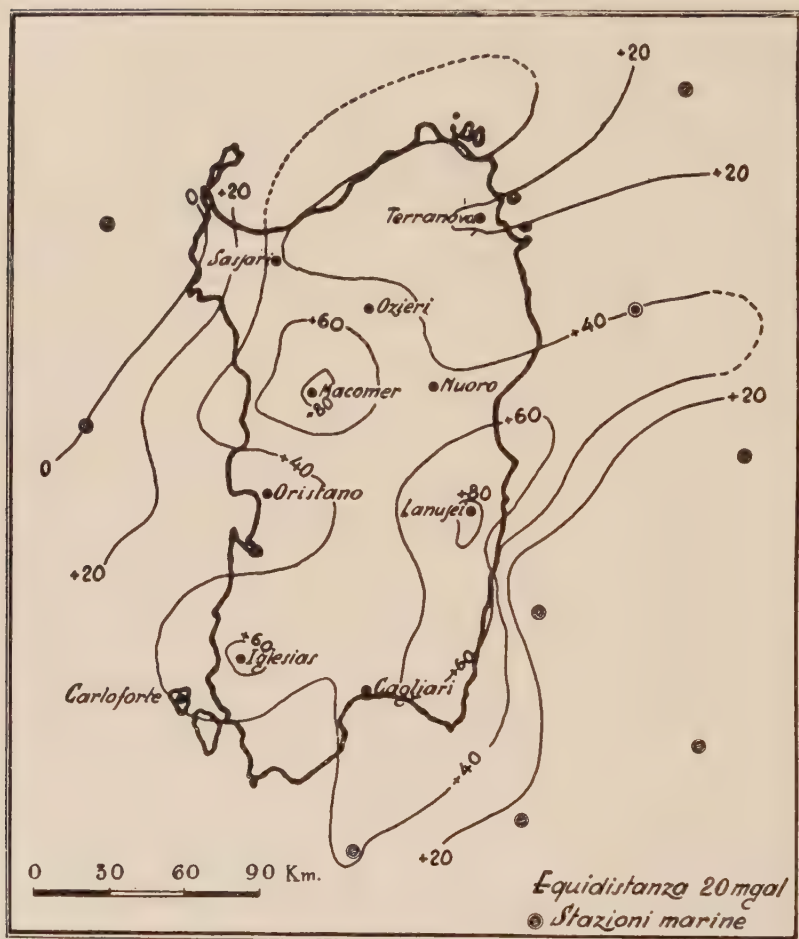 +20
+20
0
+20
Terranova
Sassari
Ozieri
+60
+40
Macomer
+80
Nuoro
+20
+60
0
+40
Oristano
+80
Lanusei
+20
+60
Iglesias
+60
Carloforte
Cagliari
+40
+20
0 30 60 90 Km.
Equidistanza 20 mgal
Stazioni marine